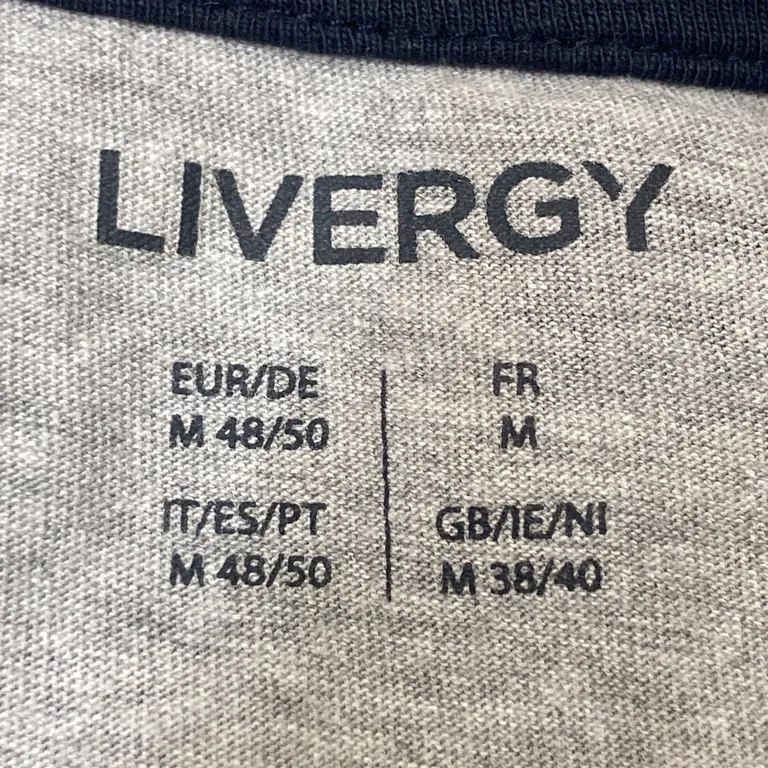 LIVERGY
EUR/DE
M 48/50
FR
M
IT/ES/PT
M 48/50
GB/IE/NI
M 38/40